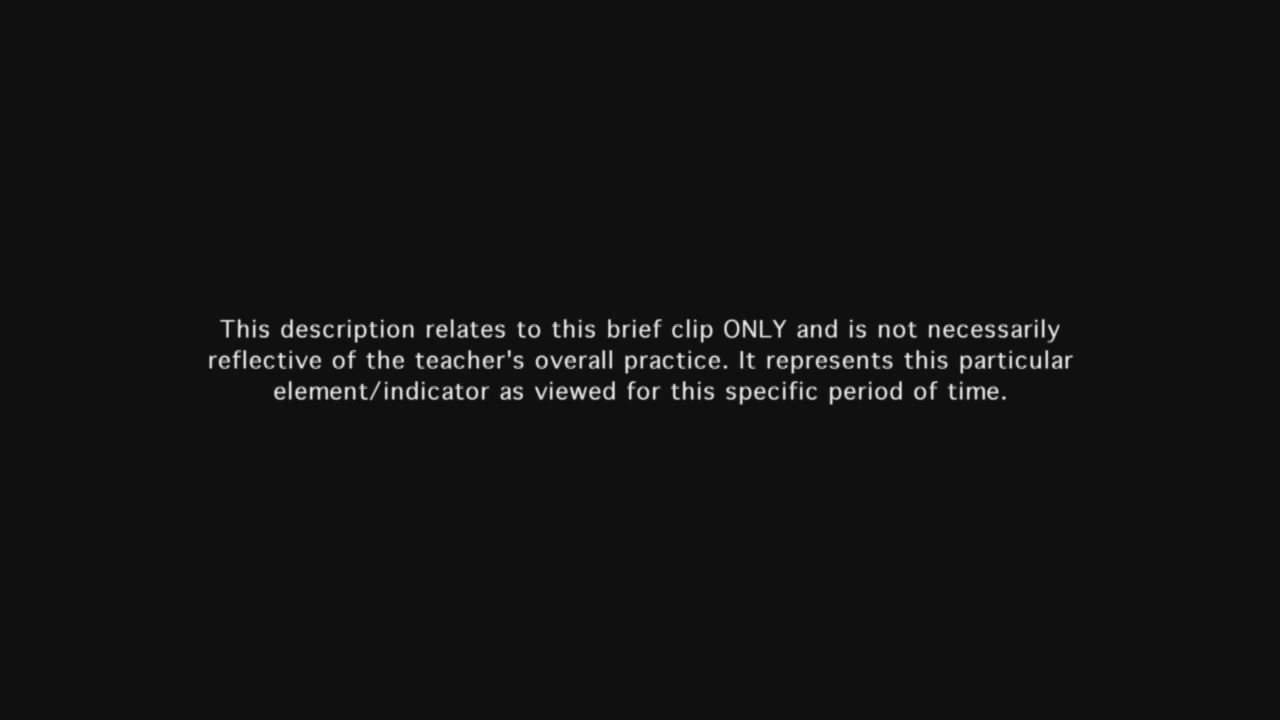 This description relates to this brief clip ONLY and is not necessarily
reflective of the teacher's overall practice. It represents this particular
element/indicator as viewed for this specific period of time.